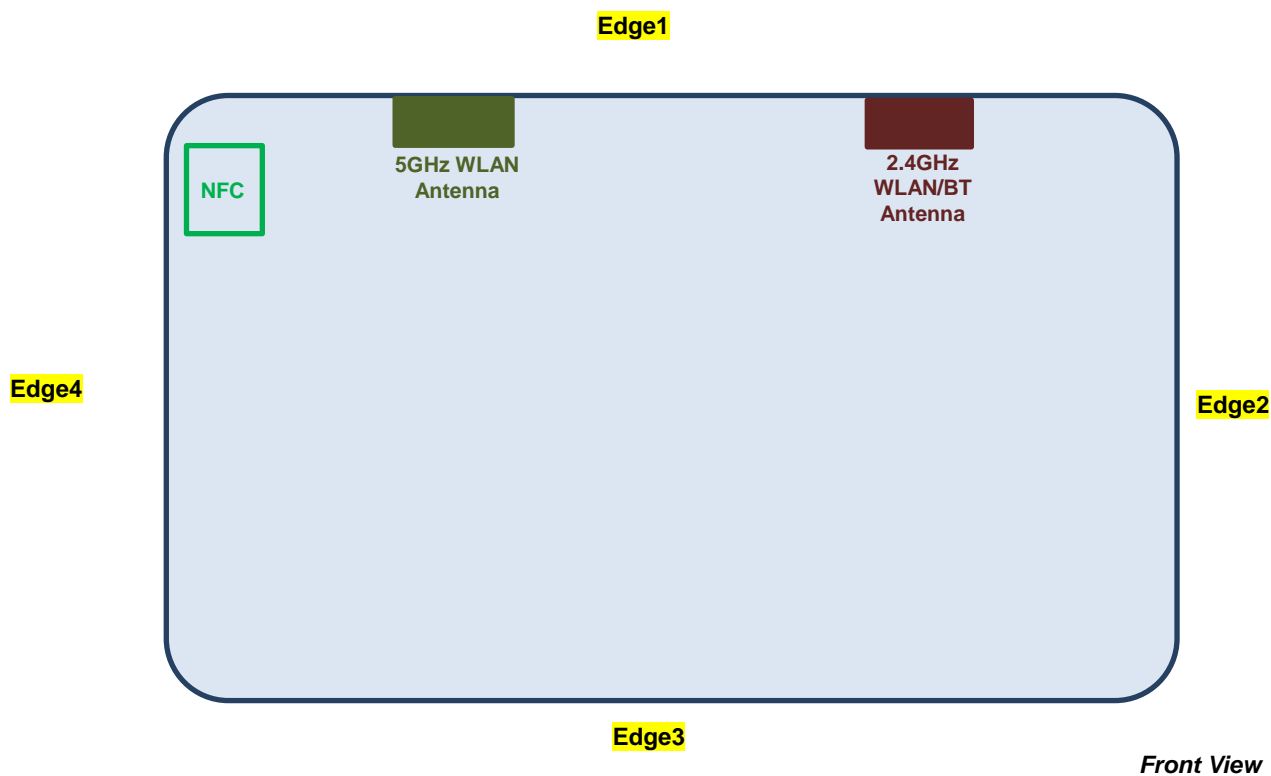 Edge1
5GHz WLAN
Antenna
2.4GHz
WLAN/BT
Antenna
NFC
Edge4
Edge2
Edge3
Front View